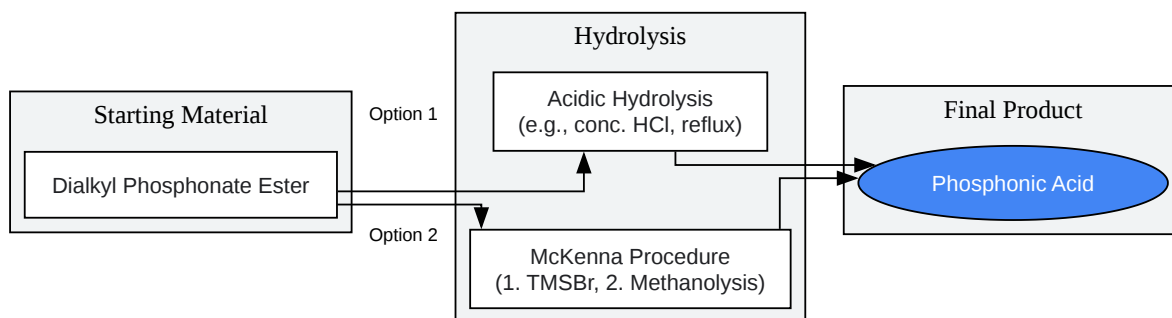 Hydrolysis
Starting Material
Option 1
Acidic Hydrolysis
(e.g., conc. HCl, reflux)
Final Product
Dialkyl Phosphonate Ester
Phosphonic Acid
Option 2
McKenna Procedure
(1. TMSBr, 2. Methanolysis)